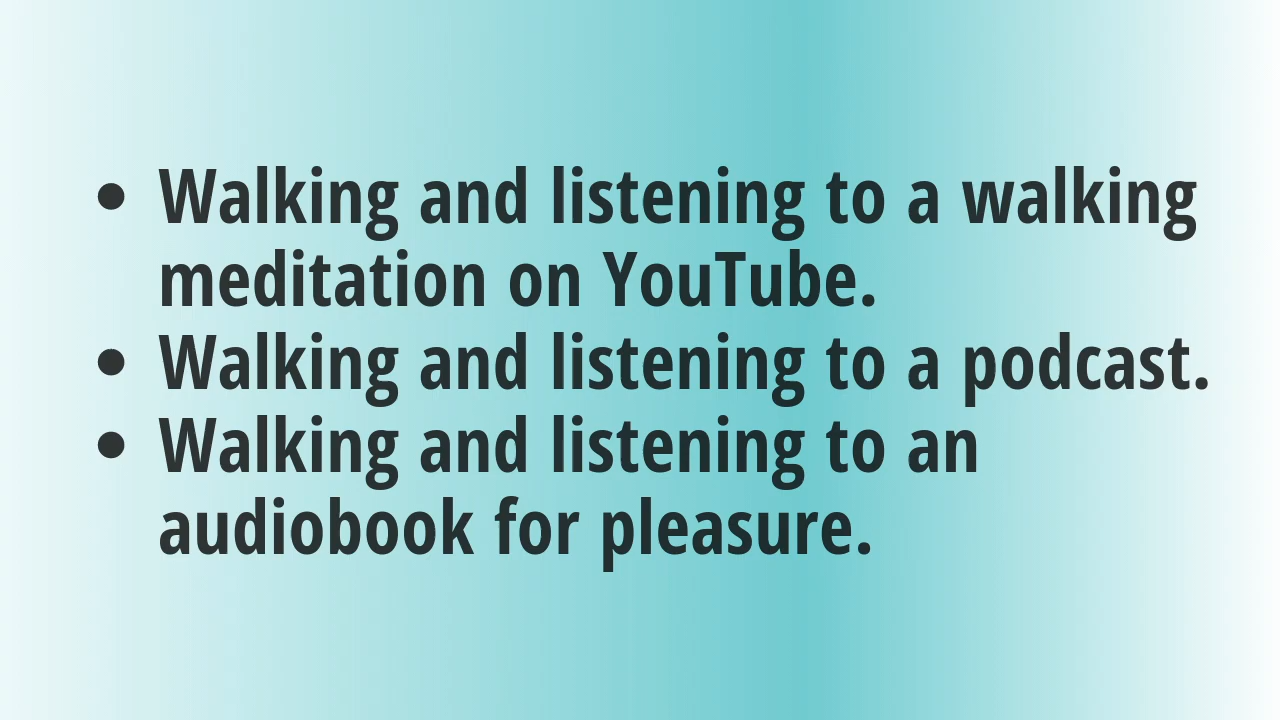 • Walking and listening to a walking
meditation on YouTube.
• Walking and listening to a podcast.
• Walking and listening to an
audiobook for pleasure.